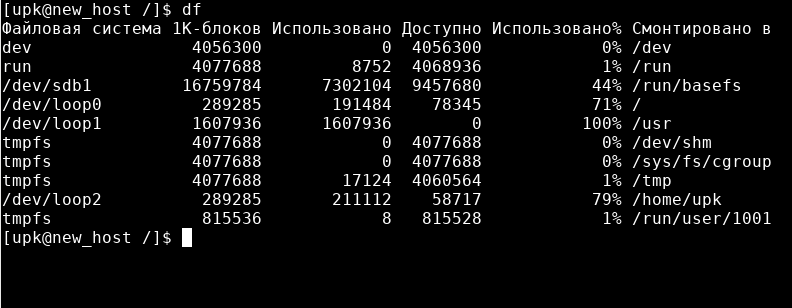 [upk@new_host /]$ df
Файловая система 1K-блоков Использовано Доступно Использовано% Смонтировано в
dev 4056300 0 4056300 0% /dev
run 4077688 8752 4068936 1% /run
/dev/sdb1 16759784 7302104 9457680 44% /run/basefs
/dev/loop0 289285 191484 78345 71% /
/dev/loop1 1607936 1607936 0 100% /usr
tmpfs 4077688 0 4077688 0% /dev/shm
tmpfs 4077688 0 4077688 0% /sys/fs/cgroup
tmpfs 4077688 17124 4060564 1% /tmp
/dev/loop2 289285 211112 58717 79% /home/upk
tmpfs 815536 8 815528 1% /run/user/1001
[upk@new_host /]$